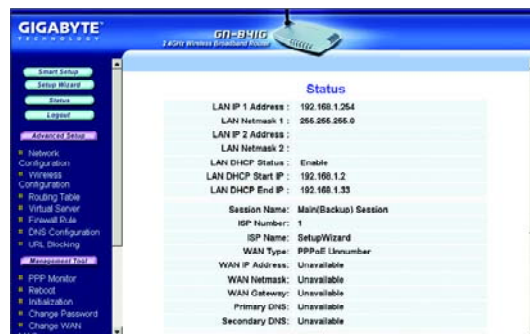 GIGABYTE
TECHNOLOGY
GN-B41G
2.4GHz Wireless Broadband Router
Smart Setup
Setup Wizard
Status
Logout
Advanced Setup
Network Configuration
Wireless Configuration
Routing Table
Virtual Server
Firewall Rule
DNS Configuration
URL Blocking
Management Tool
PPP Monitor
Reboot
Initialization
Change Password
Change WAN
Status
LAN IP 1 Address : 192.168.1.254
LAN Netmask 1 : 255.255.255.0
LAN IP 2 Address :
LAN Netmask 2 :
LAN DHCP Status : Enable
LAN DHCP Start IP : 192.168.1.2
LAN DHCP End IP : 192.168.1.33
Session Name: Main(Backup) Session
ISP Number: 1
ISP Name: SetupWizard
WAN Type: PPPoE Unnumber
WAN IP Address: Unavailable
WAN Netmask: Unavailable
WAN Gateway: Unavailable
Primary DNS: Unavailable
Secondary DNS: Unavailable